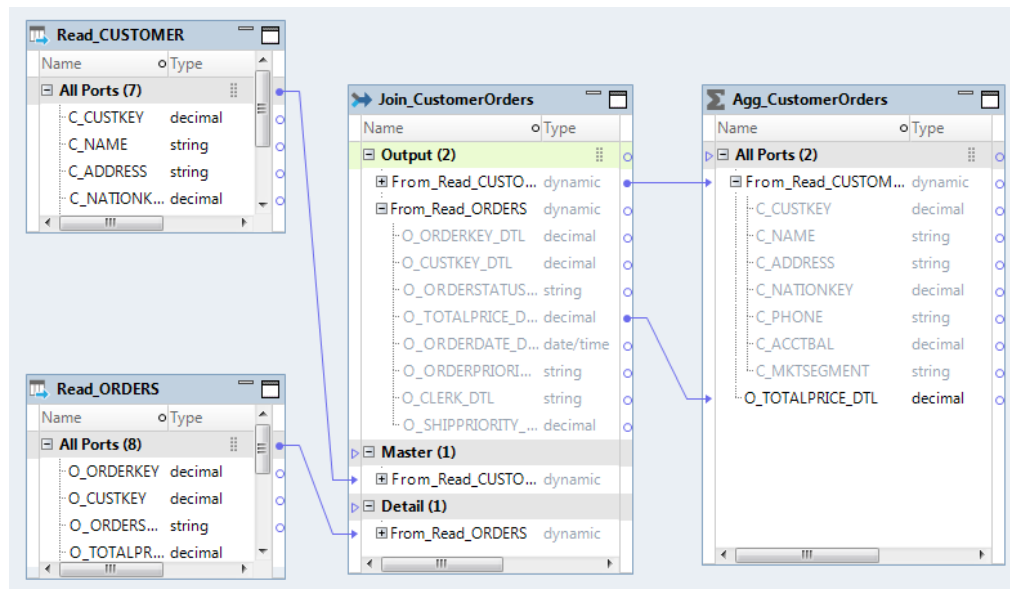 Read_CUSTOMER
Name Type
All Ports (7)
C_CUSTKEY decimal
C_NAME string
C_ADDRESS string
C_NATIONK... decimal
Read_ORDERS
Name Type
All Ports (8)
O_ORDERKEY decimal
O_CUSTKEY decimal
O_ORDERS... string
O_TOTALPR... decimal
Join_CustomerOrders
Name Type
Output (2)
From_Read_CUSTO... dynamic
From_Read_ORDERS dynamic
O_ORDERKEY_DTL decimal
O_CUSTKEY_DTL decimal
O_ORDERSTATUS... string
O_TOTALPRICE_D... decimal
O_ORDERDATE_D... date/time
O_ORDERPRIORI... string
O_CLERK_DTL string
O_SHIPPRIORITY_... decimal
Master (1)
From_Read_CUSTO... dynamic
Detail (1)
From_Read_ORDERS dynamic
Agg_CustomerOrders
Name Type
All Ports (2)
From_Read_CUSTOM... dynamic
C_CUSTKEY decimal
C_NAME string
C_ADDRESS string
C_NATIONKEY decimal
C_PHONE string
C_ACCTBAL decimal
C_MKTSEGMENT string
O_TOTALPRICE_DTL decimal